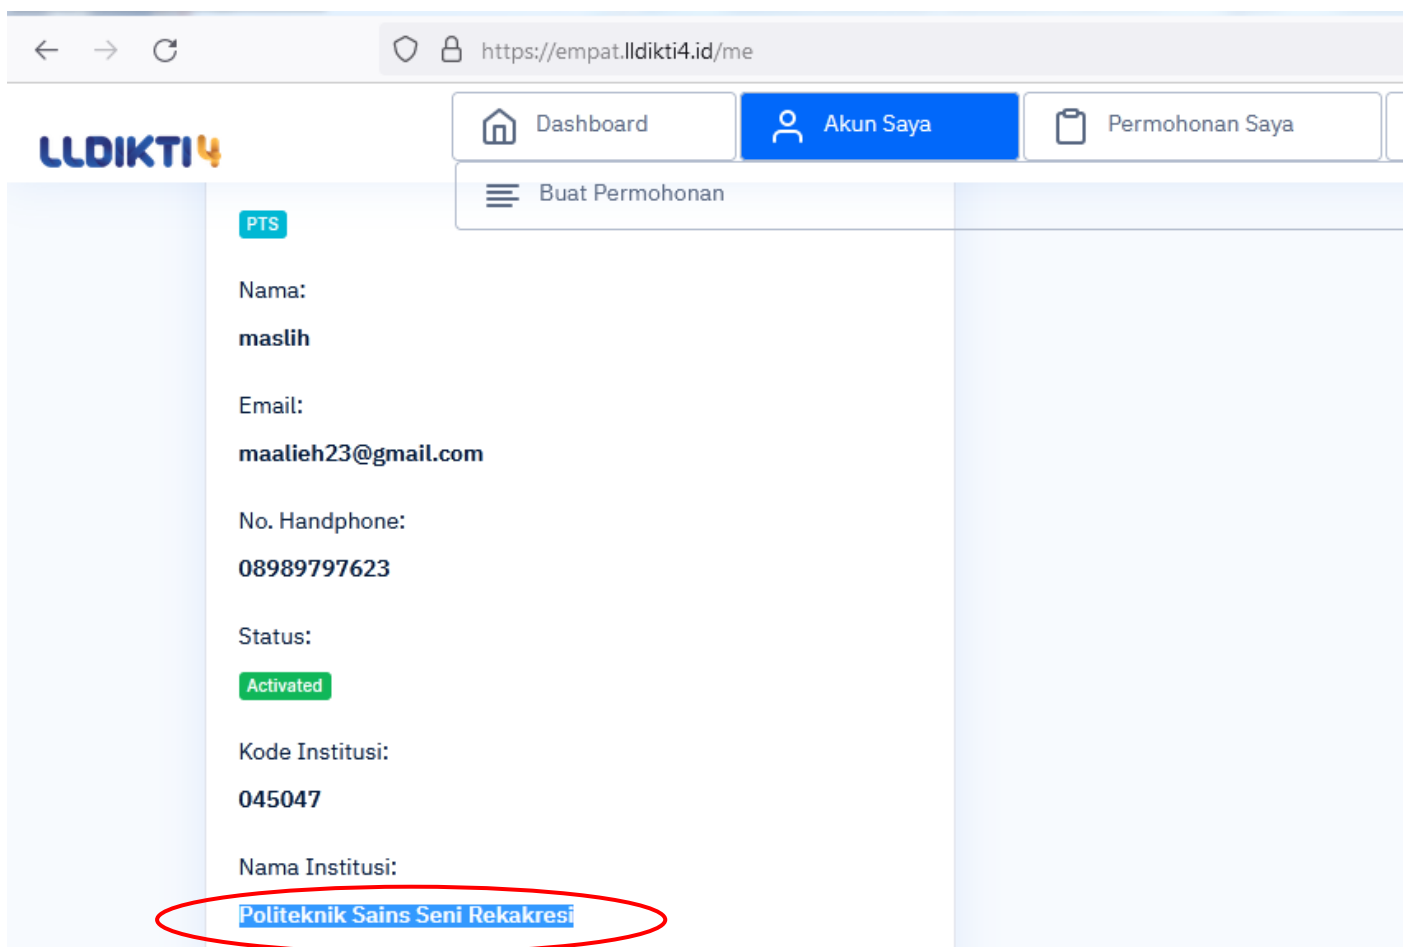 https://empat.lldikti4.id/me
LLDIKTI4
Dashboard
Akun Saya
Permohonan Saya
Buat Permohonan
PTS
Nama:
maslih
Email:
maalieh23@gmail.com
No. Handphone:
08989797623
Status:
Activated
Kode Institusi:
045047
Nama Institusi:
Politeknik Sains Seni Rekakresi